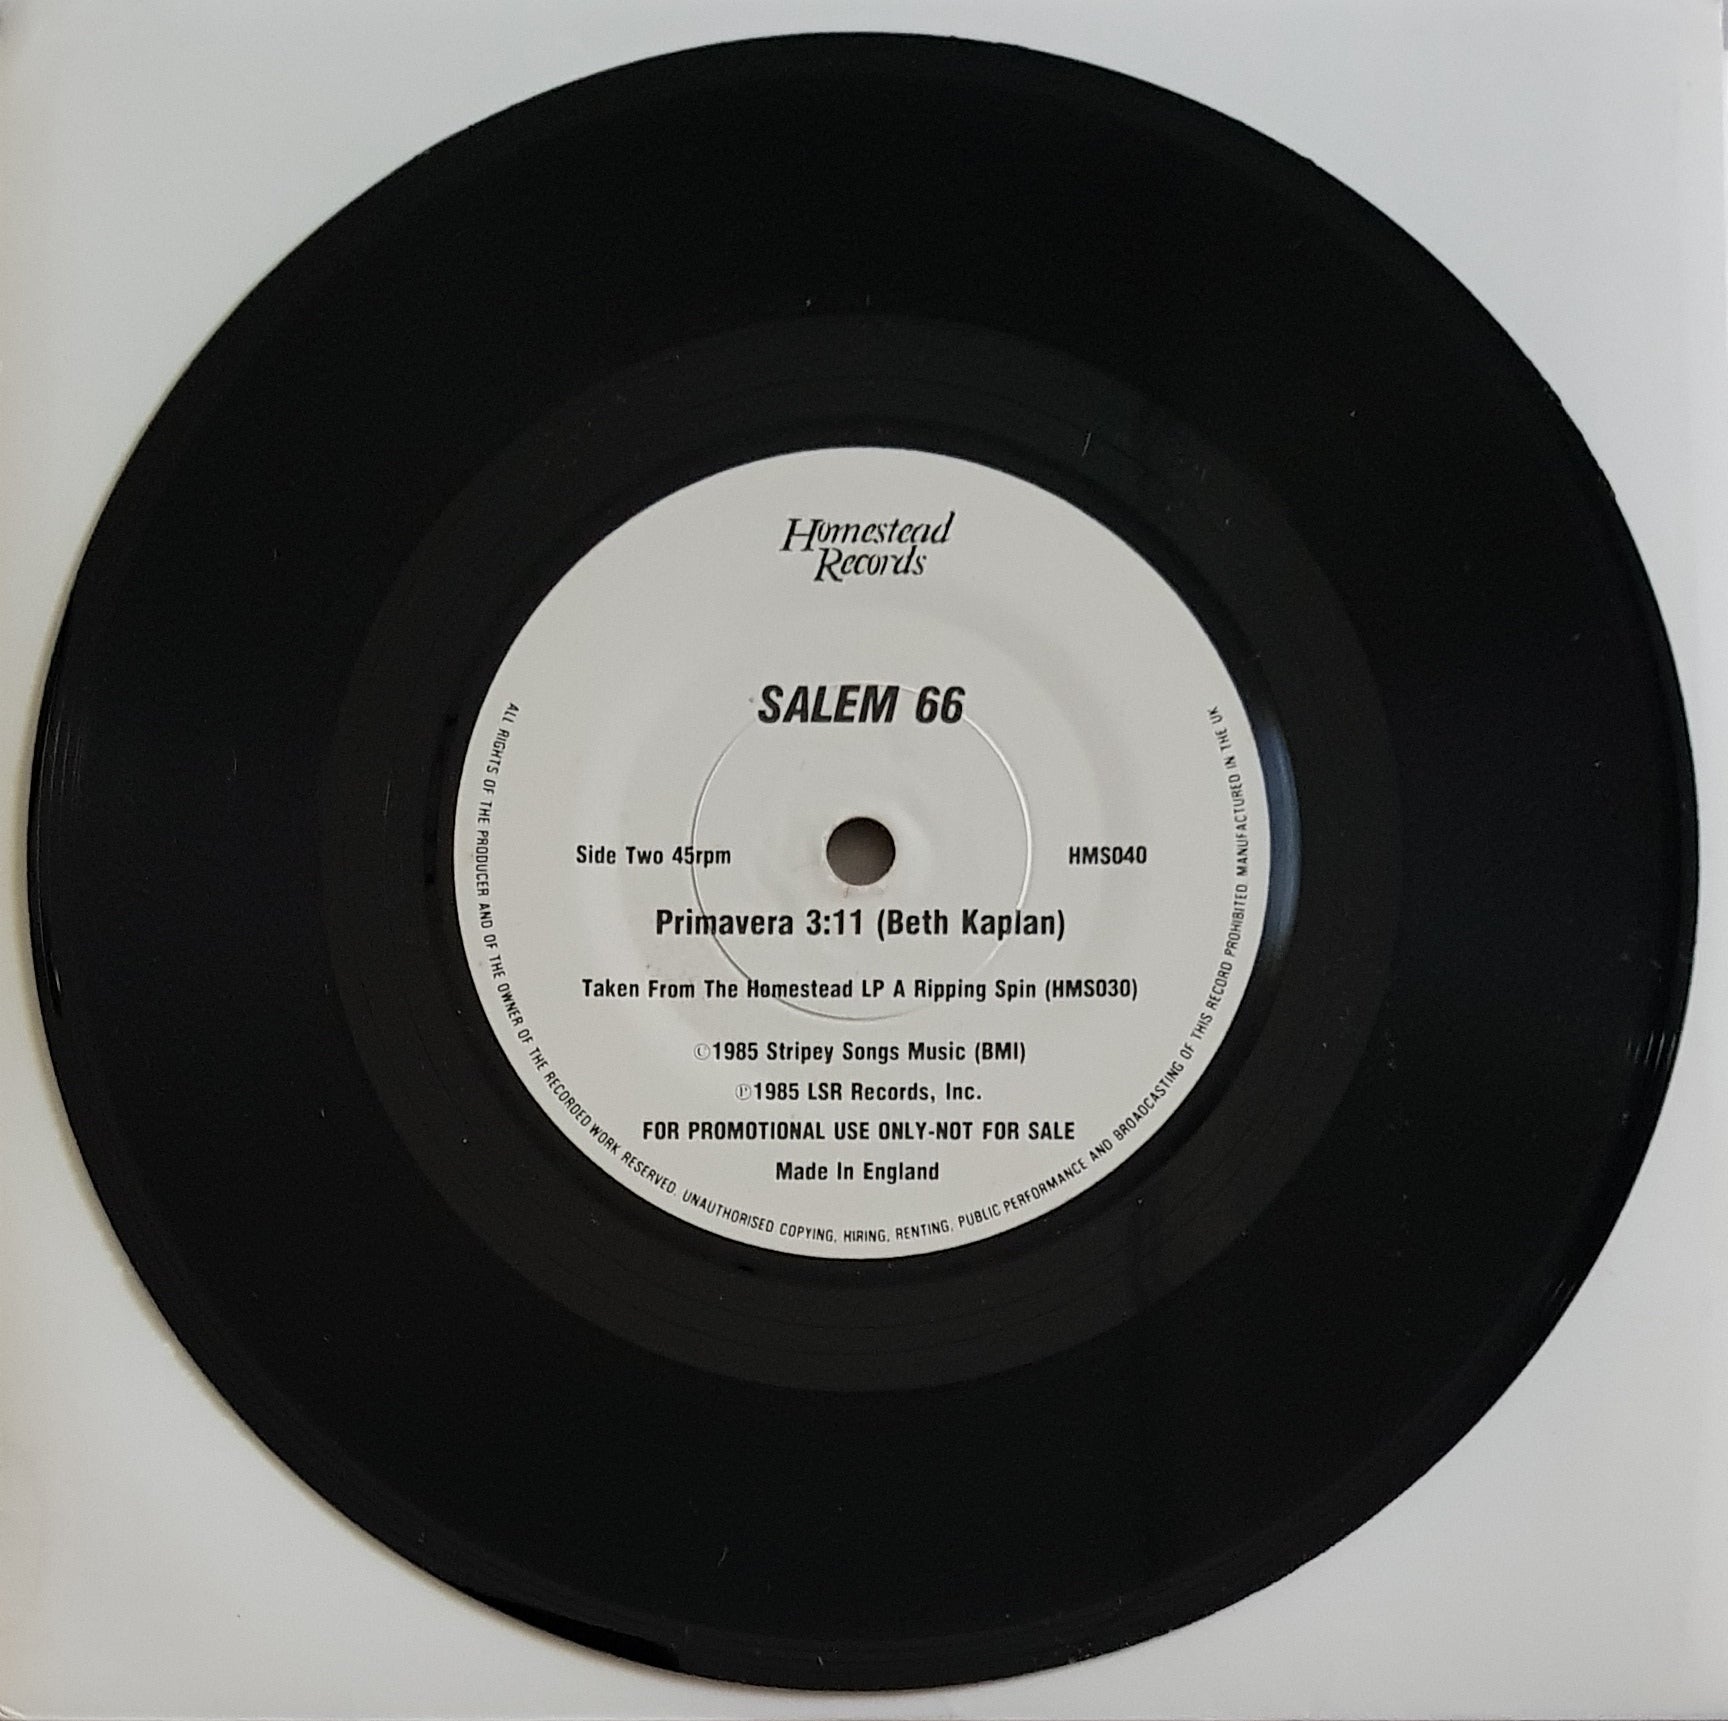 Homestead
Records
SALEM 66
Side Two 45rpm
HMS040
Primavera 3:11 (Beth Kaplan)
Taken From The Homestead LP A Ripping Spin (HMS030)
©1985 Stripey Songs Music (BMI)
℗1985 LSR Records, Inc.
FOR PROMOTIONAL USE ONLY-NOT FOR SALE
Made In England
ALL RIGHTS OF THE PRODUCER AND OF THE OWNER OF THE RECORDED WORK RESERVED. UNAUTHORISED COPYING, HIRING, RENTING, PUBLIC PERFORMANCE AND BROADCASTING OF THIS RECORD PROHIBITED MANUFACTURED IN THE UK